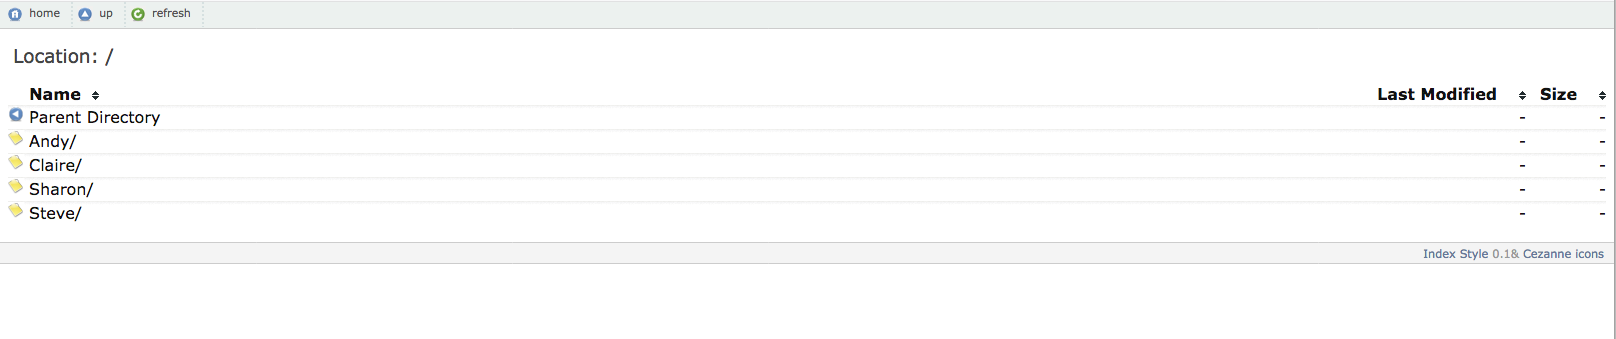 home up refresh
Location: /
Name Last Modified Size
Parent Directory - -
Andy/ - -
Claire/ - -
Sharon/ - -
Steve/ - -
Index Style 0.1& Cezanne icons